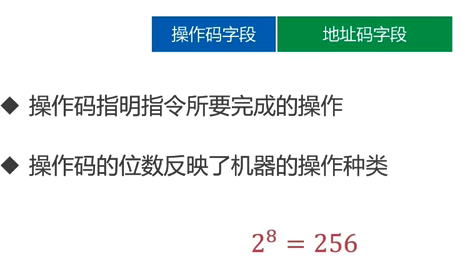 操作码字段 地址码字段
◆ 操作码指明指令所要完成的操作
◆ 操作码的位数反映了机器的操作种类
2⁸ = 256